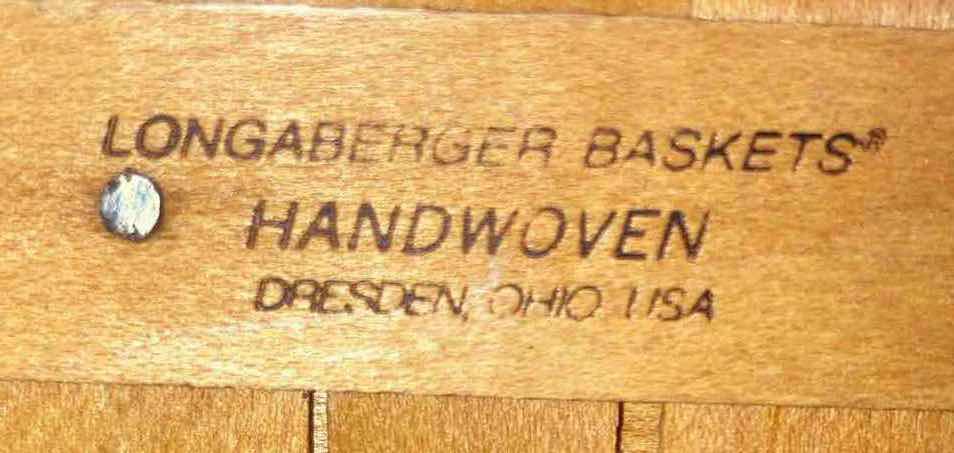 LONGABERGER BASKETS®
HANDWOVEN
DRESDEN, OHIO USA